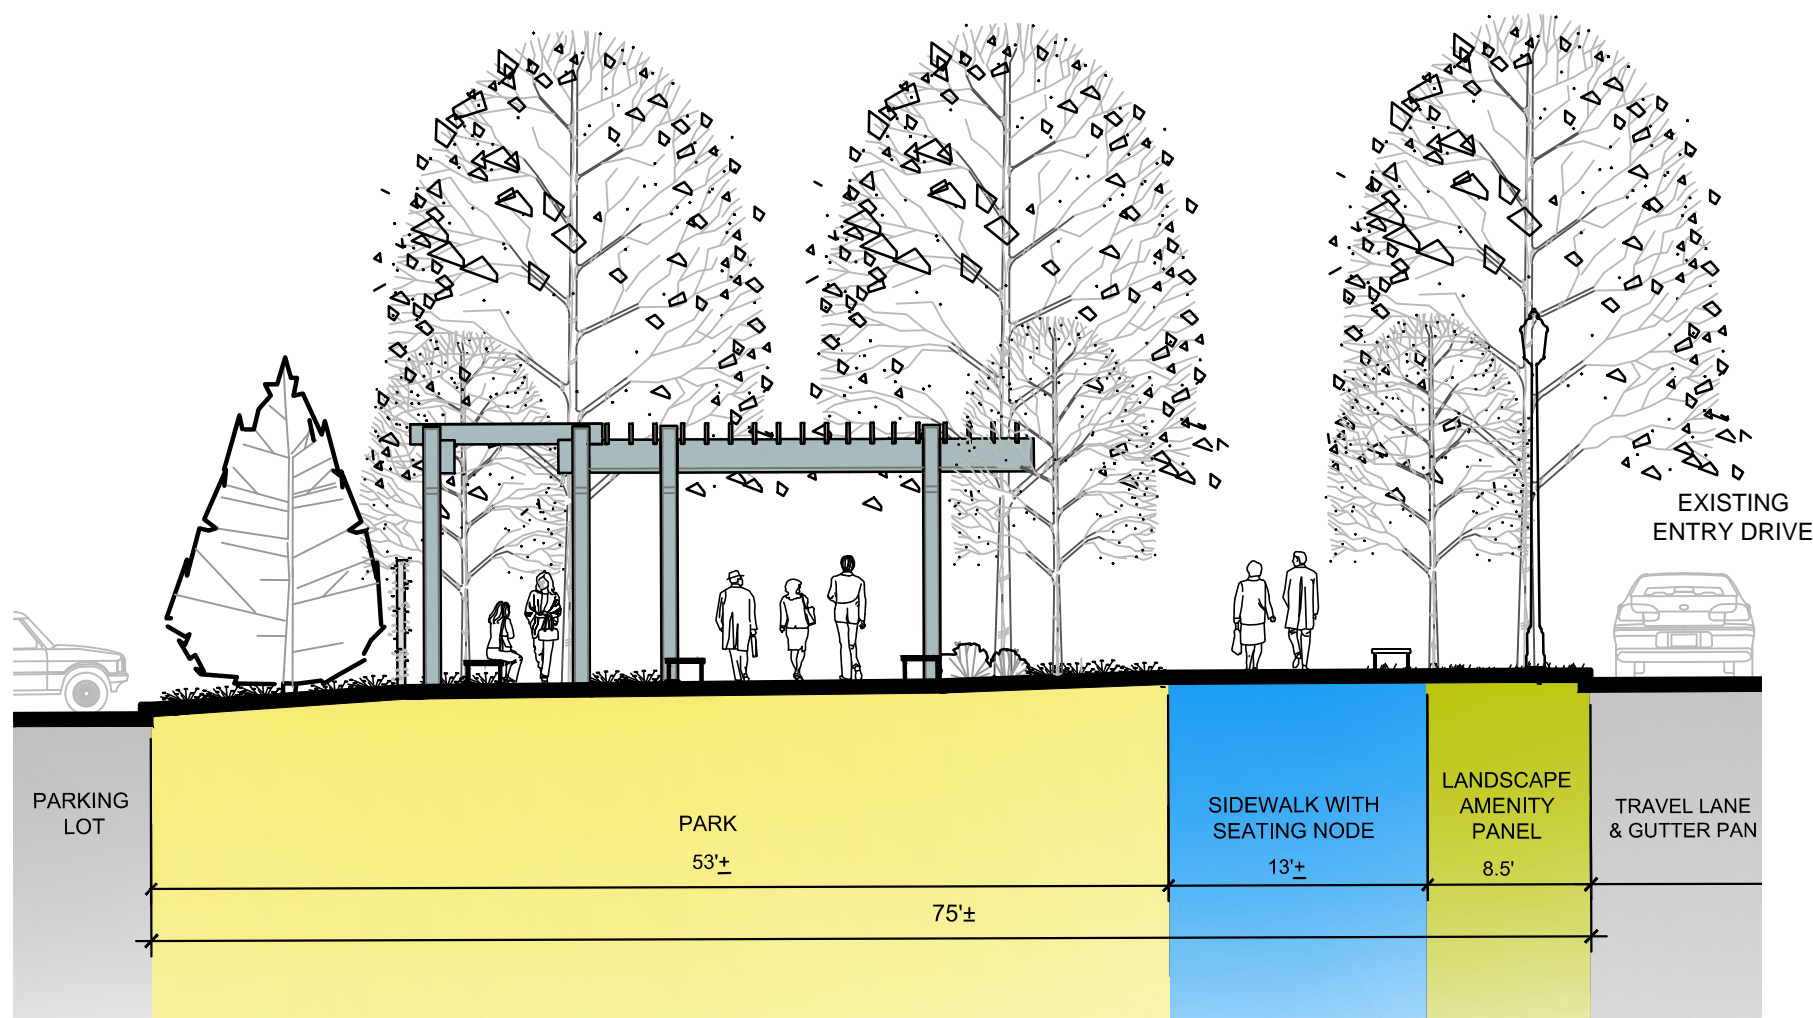 EXISTING
ENTRY DRIVE
PARKING
LOT
PARK
53'±
SIDEWALK WITH
SEATING NODE
13'±
LANDSCAPE
AMENITY
PANEL
8.5'
TRAVEL LANE
& GUTTER PAN
75'±